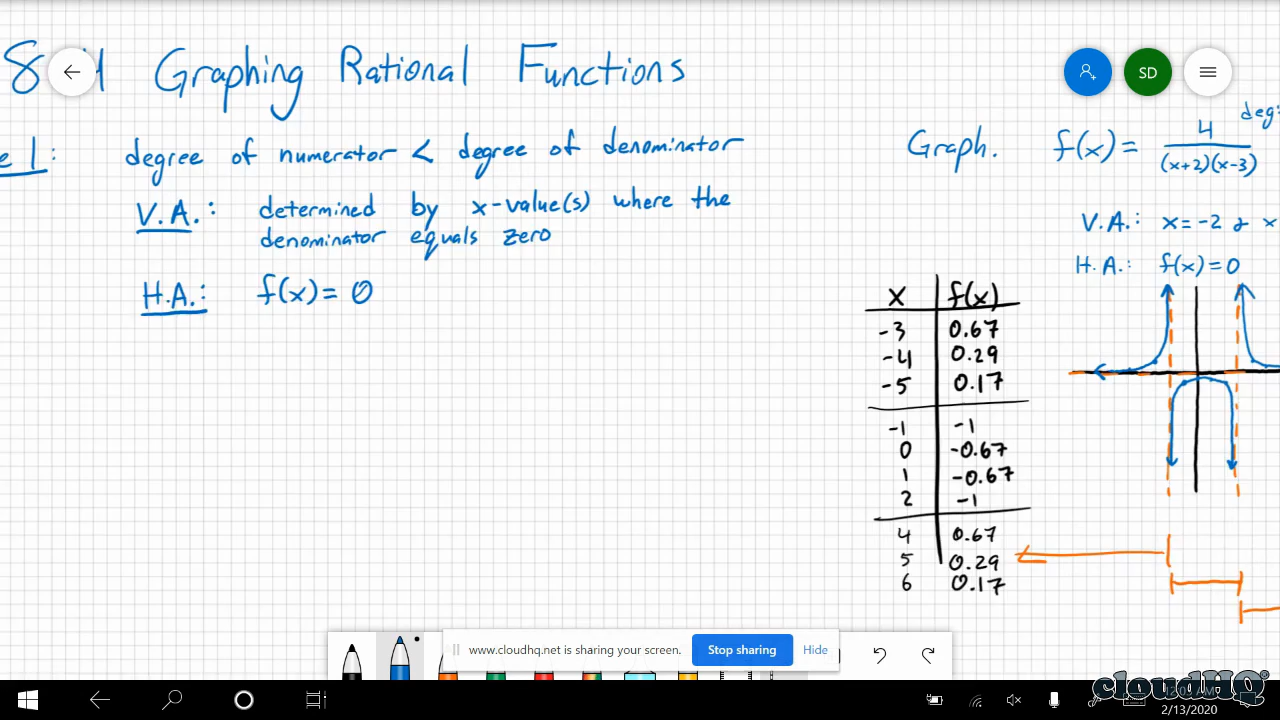 Graphing Rational Functions
e 1: degree of numerator < degree of denominator
V.A.: determined by x-value(s) where the
denominator equals zero
H.A.: f(x) = 0
Graph. f(x) = 4 / (x+2)(x-3)
deg
V.A.: x = -2 & x
H.A.: f(x) = 0
x f(x)
-3 0.67
-4 0.29
-5 0.17
-1 -1
0 -0.67
1 -0.67
2 -1
4 0.67
5 0.29
6 0.17
SD
www.cloudhq.net is sharing your screen. Stop sharing Hide
cloudHQ
2/13/2020